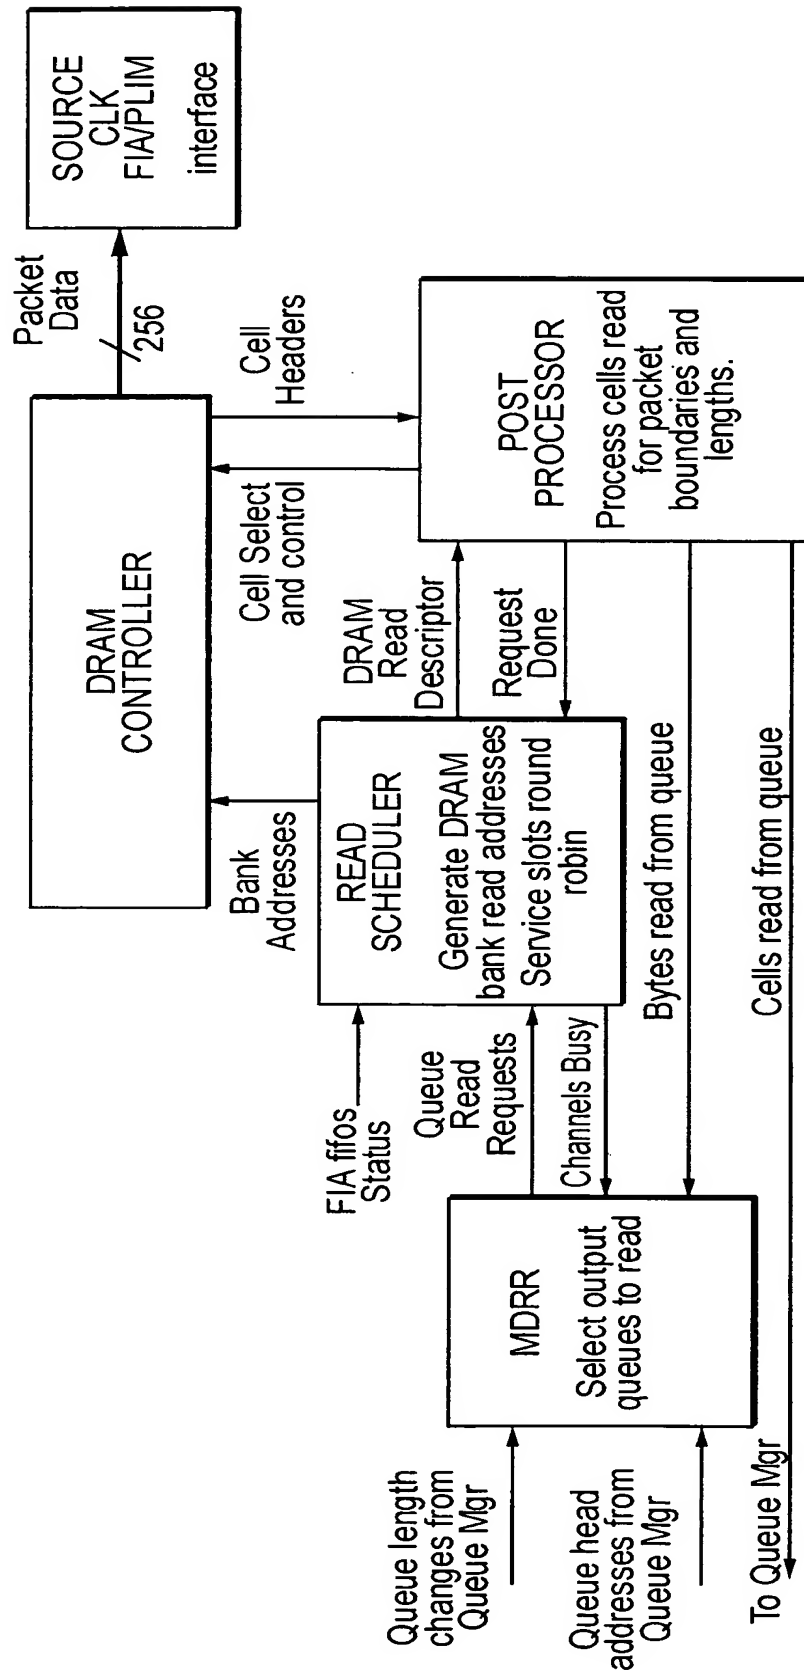 SOURCE
CLK
FIA/PLIM
interface
Packet
Data
256
DRAM
CONTROLLER
Cell
Headers
Cell Select
and control
POST
PROCESSOR
Process cells read
for packet
boundaries and
lengths.
DRAM
Read
Descriptor
Request
Done
Bank
Addresses
READ
SCHEDULER
Generate DRAM
bank read addresses
Service slots round
robin
Bytes read from queue
Cells read from queue
FIA fifos
Status
Queue
Read
Requests
Channels Busy
MDRR
Select output
queues to read
Queue length
changes from
Queue Mgr
Queue head
addresses from
Queue Mgr
To Queue Mgr